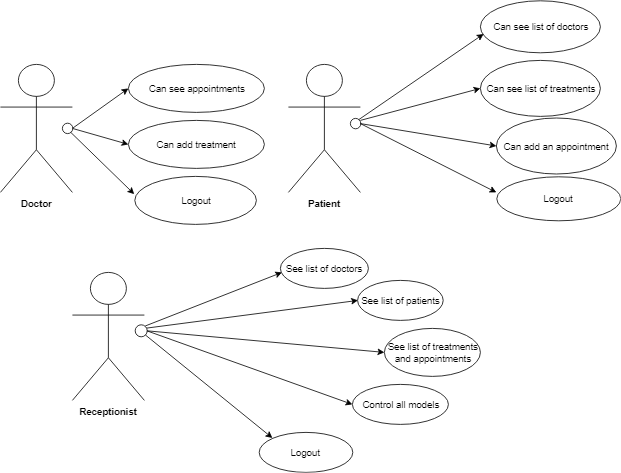 Can see appointments
Can add treatment
Logout
Doctor
Can see list of doctors
Can see list of treatments
Can add an appointment
Logout
Patient
See list of doctors
See list of patients
See list of treatments
and appointments
Control all models
Logout
Receptionist